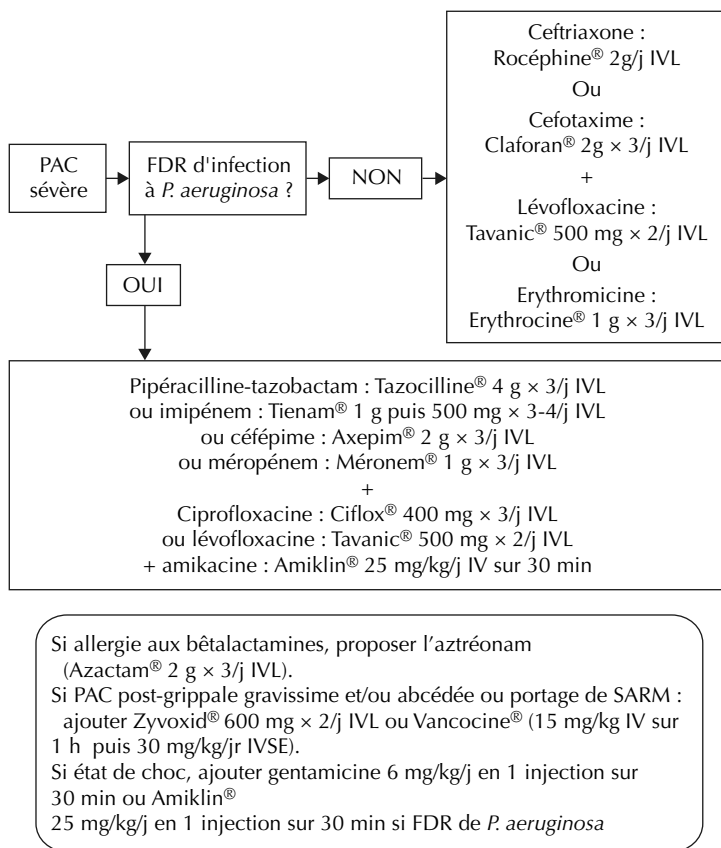 PAC
sévère
FDR d'infection
à P. aeruginosa ?
NON
Ceftriaxone :
Rocéphine® 2g/j IVL
Ou
Cefotaxime :
Claforan® 2g × 3/j IVL
+
Lévofloxacine :
Tavanic® 500 mg × 2/j IVL
Ou
Erythromicine :
Erythrocine® 1 g × 3/j IVL
OUI
Pipéracilline-tazobactam : Tazocilline® 4 g × 3/j IVL
ou imipénem : Tienam® 1 g puis 500 mg × 3-4/j IVL
ou céfépime : Axepim® 2 g × 3/j IVL
ou méropénem : Méronem® 1 g × 3/j IVL
+
Ciprofloxacine : Ciflox® 400 mg × 3/j IVL
ou lévofloxacine : Tavanic® 500 mg × 2/j IVL
+ amikacine : Amiklin® 25 mg/kg/j IV sur 30 min
Si allergie aux bêtalactamines, proposer l'aztréonam
(Azactam® 2 g × 3/j IVL).
Si PAC post-grippale gravissime et/ou abcédée ou portage de SARM :
ajouter Zyvoxid® 600 mg × 2/j IVL ou Vancocine® (15 mg/kg IV sur
1 h puis 30 mg/kg/jr IVSE).
Si état de choc, ajouter gentamicine 6 mg/kg/j en 1 injection sur
30 min ou Amiklin®
25 mg/kg/j en 1 injection sur 30 min si FDR de P. aeruginosa